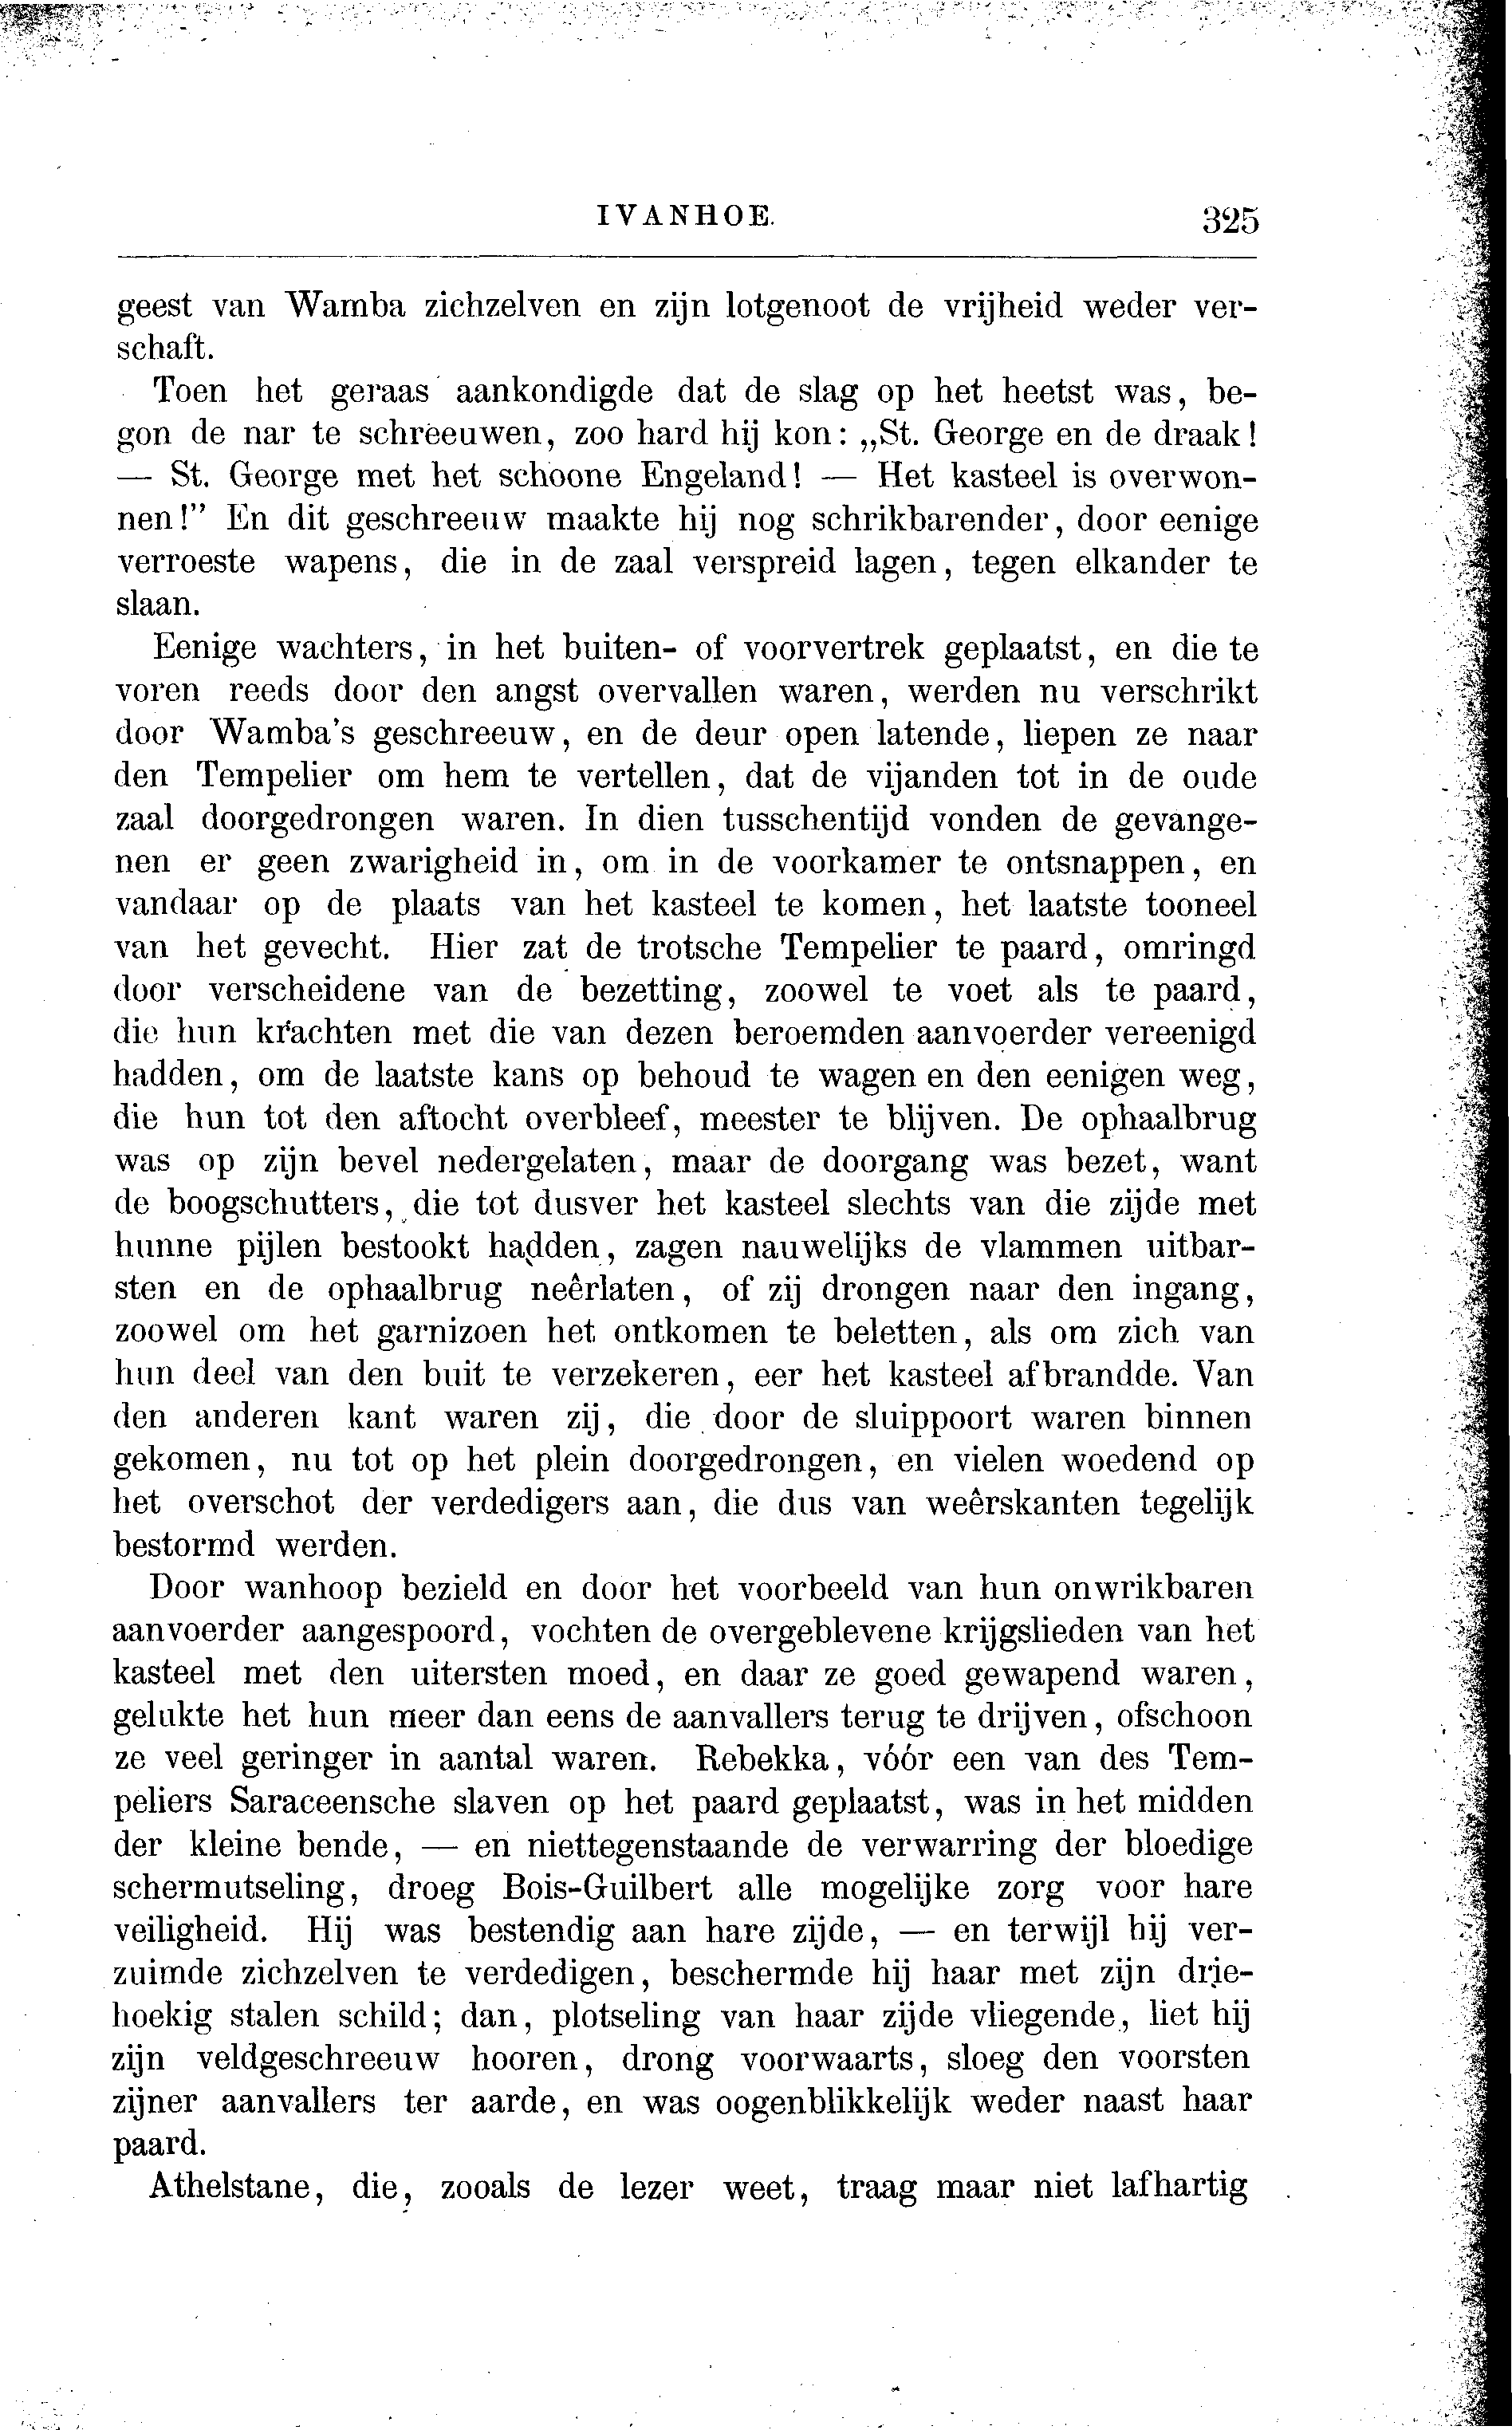 IVANHOE. 325
geest van Wamba zichzelven en zijn lotgenoot de vrijheid weder ver-
schaft.
Toen het geraas aankondigde dat de slag op het heetst was, be-
gon de nar te schreeuwen, zoo hard hij kon: „St. George en de draak!
— St. George met het schoone Engeland! — Het kasteel is overwon-
nen!” En dit geschreeuw maakte hij nog schrikbarender, door eenige
verroeste wapens, die in de zaal verspreid lagen, tegen elkander te
slaan.
Eenige wachters, in het buiten- of voorvertrek geplaatst, en die te
voren reeds door den angst overvallen waren, werden nu verschrikt
door Wamba's geschreeuw, en de deur open latende, liepen ze naar
den Tempelier om hem te vertellen, dat de vijanden tot in de oude
zaal doorgedrongen waren. In dien tusschentijd vonden de gevange-
nen er geen zwarigheid in, om in de voorkamer te ontsnappen, en
vandaar op de plaats van het kasteel te komen, het laatste tooneel
van het gevecht. Hier zat de trotsche Tempelier te paard, omringd
door verscheidene van de bezetting, zoowel te voet als te paard,
die hun krachten met die van dezen beroemden aanvoerder vereenigd
hadden, om de laatste kans op behoud te wagen en den eenigen weg,
die hun tot den aftocht overbleef, meester te blijven. De ophaalbrug
was op zijn bevel nedergelaten, maar de doorgang was bezet, want
de boogschutters, die tot dusver het kasteel slechts van die zijde met
hunne pijlen bestookt hadden, zagen nauwelijks de vlammen uitbar-
sten en de ophaalbrug neêrlaten, of zij drongen naar den ingang,
zoowel om het garnizoen het ontkomen te beletten, als om zich van
hun deel van den buit te verzekeren, eer het kasteel afbrandde. Van
den anderen kant waren zij, die door de sluippoort waren binnen
gekomen, nu tot op het plein doorgedrongen, en vielen woedend op
het overschot der verdedigers aan, die dus van weêrskanten tegelijk
bestormd werden.
Door wanhoop bezield en door het voorbeeld van hun onwrikbaren
aanvoerder aangespoord, vochten de overgeblevene krijgslieden van het
kasteel met den uitersten moed, en daar ze goed gewapend waren,
gelukte het hun meer dan eens de aanvallers terug te drijven, ofschoon
ze veel geringer in aantal waren. Rebekka, vóór een van des Tem-
peliers Saraceensche slaven op het paard geplaatst, was in het midden
der kleine bende, — en niettegenstaande de verwarring der bloedige
schermutseling, droeg Bois-Guilbert alle mogelijke zorg voor hare
veiligheid. Hij was bestendig aan hare zijde, — en terwijl hij ver-
zuimde zichzelven te verdedigen, beschermde hij haar met zijn drie-
hoekig stalen schild; dan, plotseling van haar zijde vliegende, liet hij
zijn veldgeschreeuw hooren, drong voorwaarts, sloeg den voorsten
zijner aanvallers ter aarde, en was oogenblikkelijk weder naast haar
paard.
Athelstane, die, zooals de lezer weet, traag maar niet lafhartig